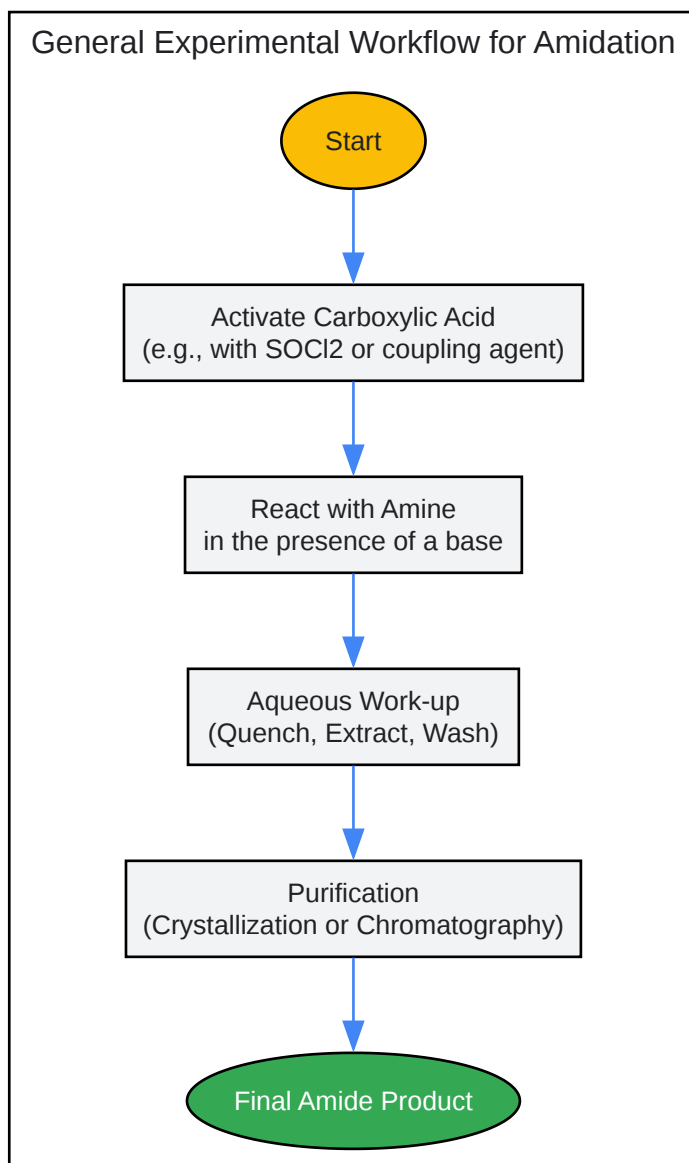 General Experimental Workflow for Amidation
Start
Activate Carboxylic Acid
(e.g., with SOCl2 or coupling agent)
React with Amine
in the presence of a base
Aqueous Work-up
(Quench, Extract, Wash)
Purification
(Crystallization or Chromatography)
Final Amide Product